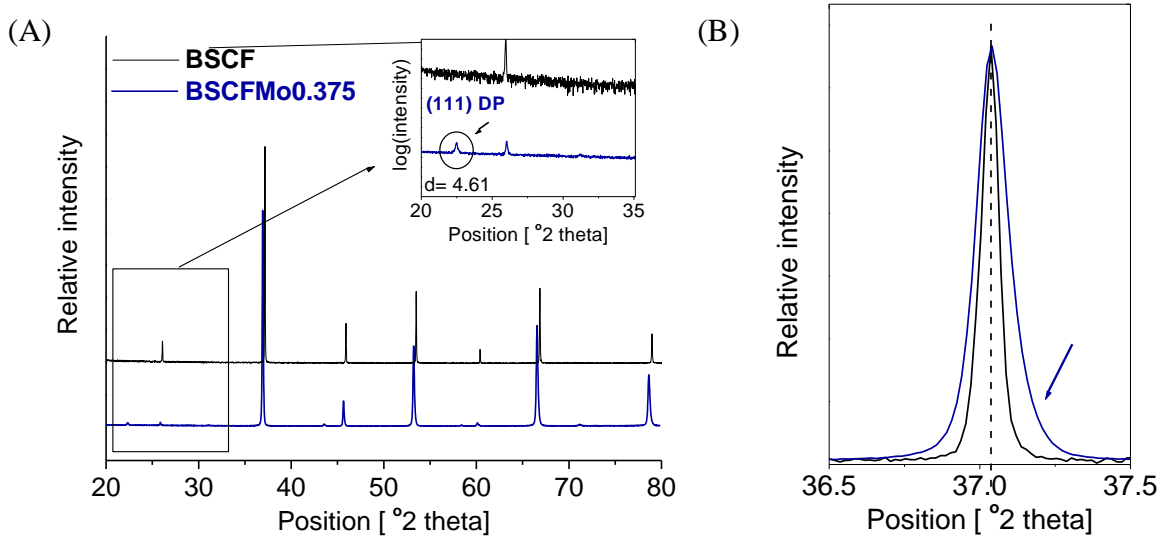 (A)
BSCF
BSCFMo0.375
Relative intensity
20 30 40 50 60 70 80
Position [ °2 theta]
log(intensity)
(111) DP
d= 4.61
20 25 30 35
Position [ °2 theta]
(B)
Relative intensity
36.5 37.0 37.5
Position [ °2 theta]